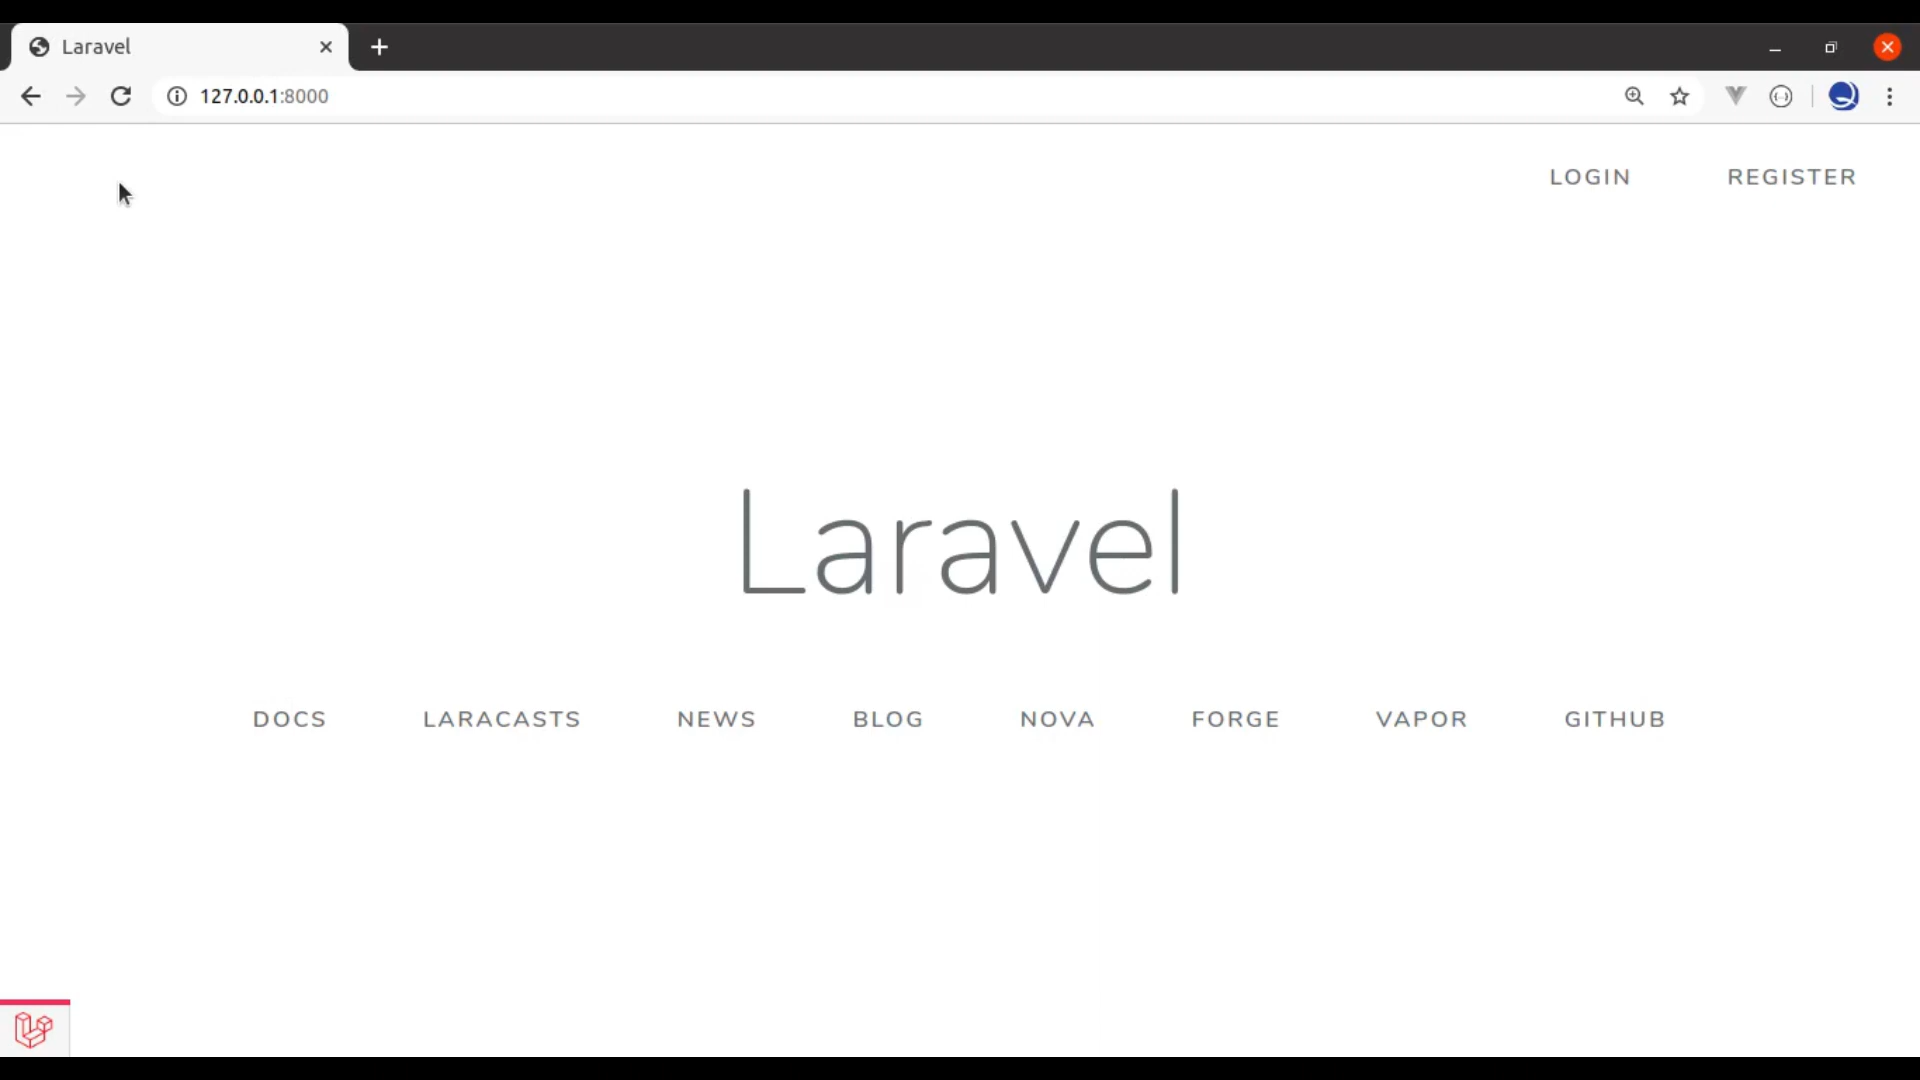 Laravel
127.0.0.1:8000
LOGIN REGISTER
Laravel
DOCS LARACASTS NEWS BLOG NOVA FORGE VAPOR GITHUB